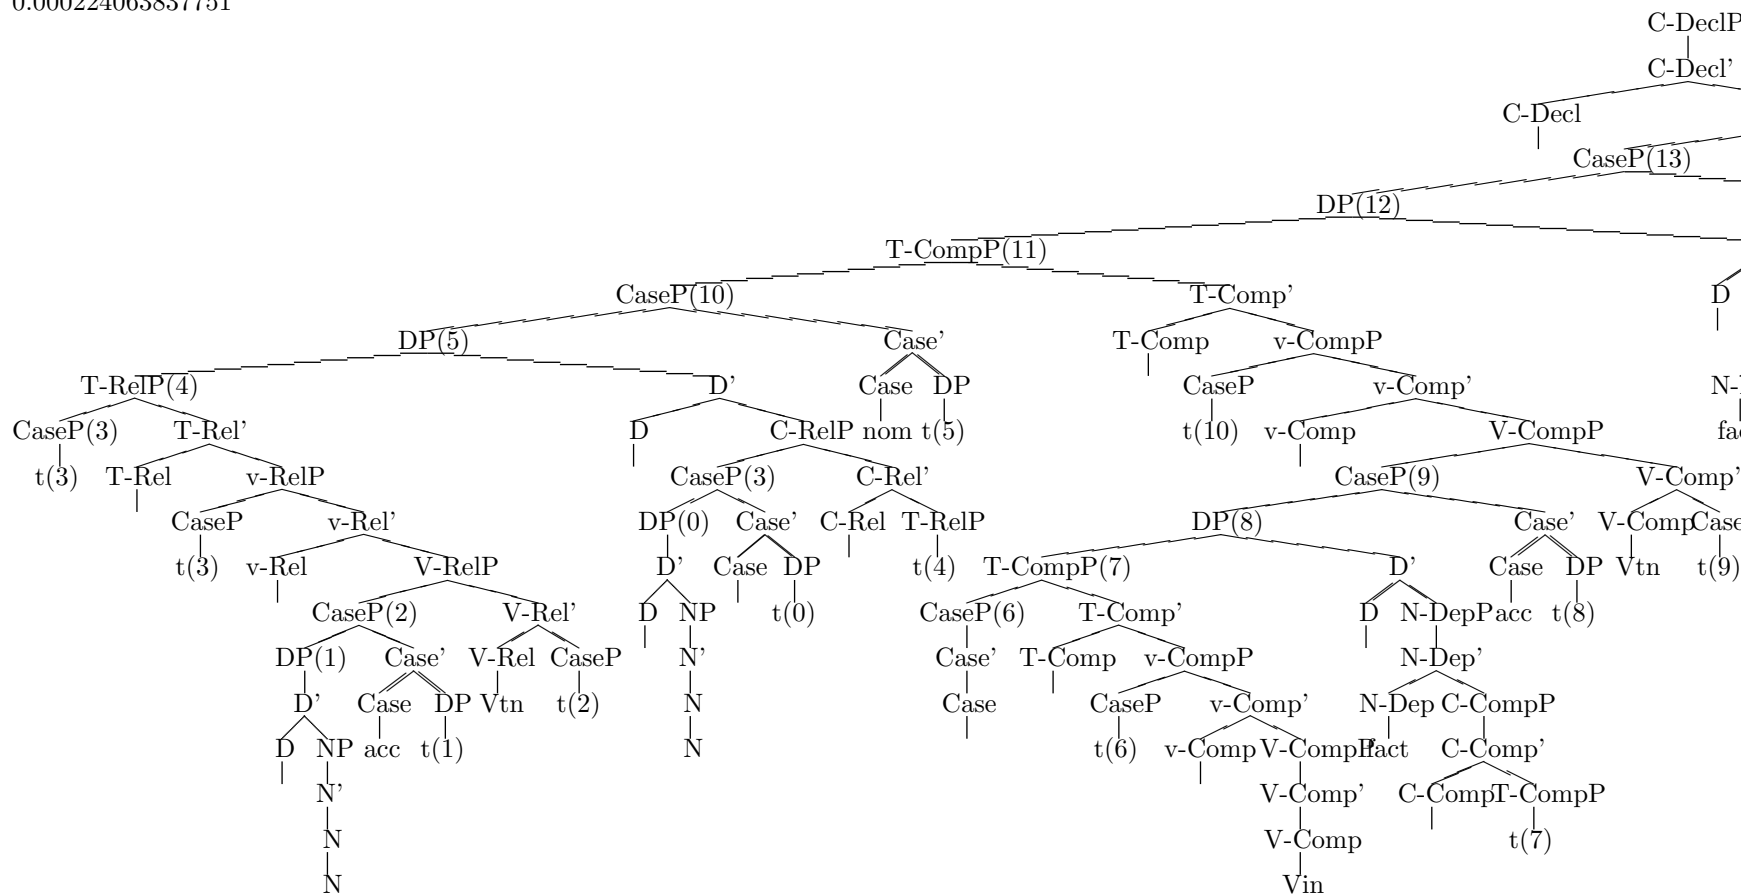 0.000224063837751
C-DeclP
C-Decl'
C-Decl
CaseP(13)
DP(12)
T-CompP(11)
CaseP(10) T-Comp' D
DP(5) Case' T-Comp v-CompP
T-RelP(4) D' Case DP CaseP v-Comp'
CaseP(3) T-Rel' D C-RelP nom t(5) t(10) v-Comp V-CompP
t(3) T-Rel v-RelP CaseP(3) C-Rel' CaseP(9) V-Comp'
CaseP v-Rel' DP(0) Case' C-Rel T-RelP DP(8) Case' V-Comp Case
t(3) v-Rel V-RelP D' Case DP t(4) T-CompP(7) D' Case DP Vtn t(9)
CaseP(2) V-Rel' D NP t(0) CaseP(6) T-Comp' D N-DepP acc t(8)
DP(1) Case' V-Rel CaseP N' Case' T-Comp v-CompP N-Dep'
D' Case DP Vtn t(2) N Case CaseP v-Comp' N-Dep C-CompP
D NP acc t(1) N t(6) v-Comp V-CompP fact C-Comp'
N' V-Comp' C-Comp T-CompP
N V-Comp t(7)
N Vin